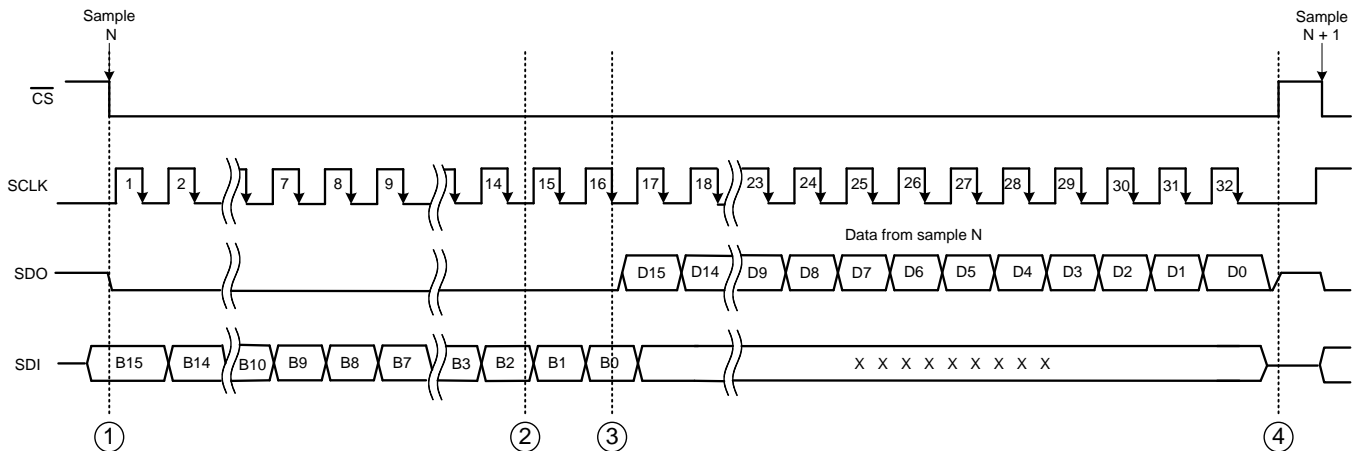 Sample
N
Sample
N + 1
CS
SCLK
1 2 7 8 9 14 15 16 17 18 23 24 25 26 27 28 29 30 31 32
Data from sample N
SDO
D15 D14 D9 D8 D7 D6 D5 D4 D3 D2 D1 D0
SDI
B15 B14 B10 B9 B8 B7 B3 B2 B1 B0 X X X X X X X X X
1 2 3 4